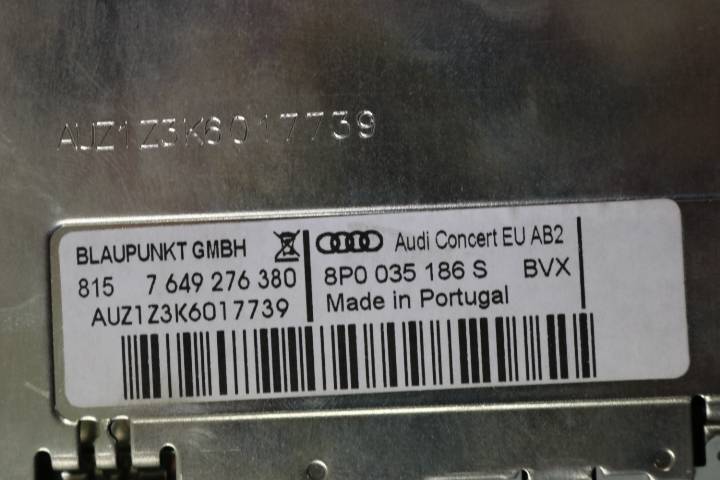 AUZ1Z3K6017739
BLAUPUNKT GMBH
815 7 649 276 380
AUZ1Z3K6017739
Audi Concert EU AB2
8P0 035 186 S BVX
Made in Portugal